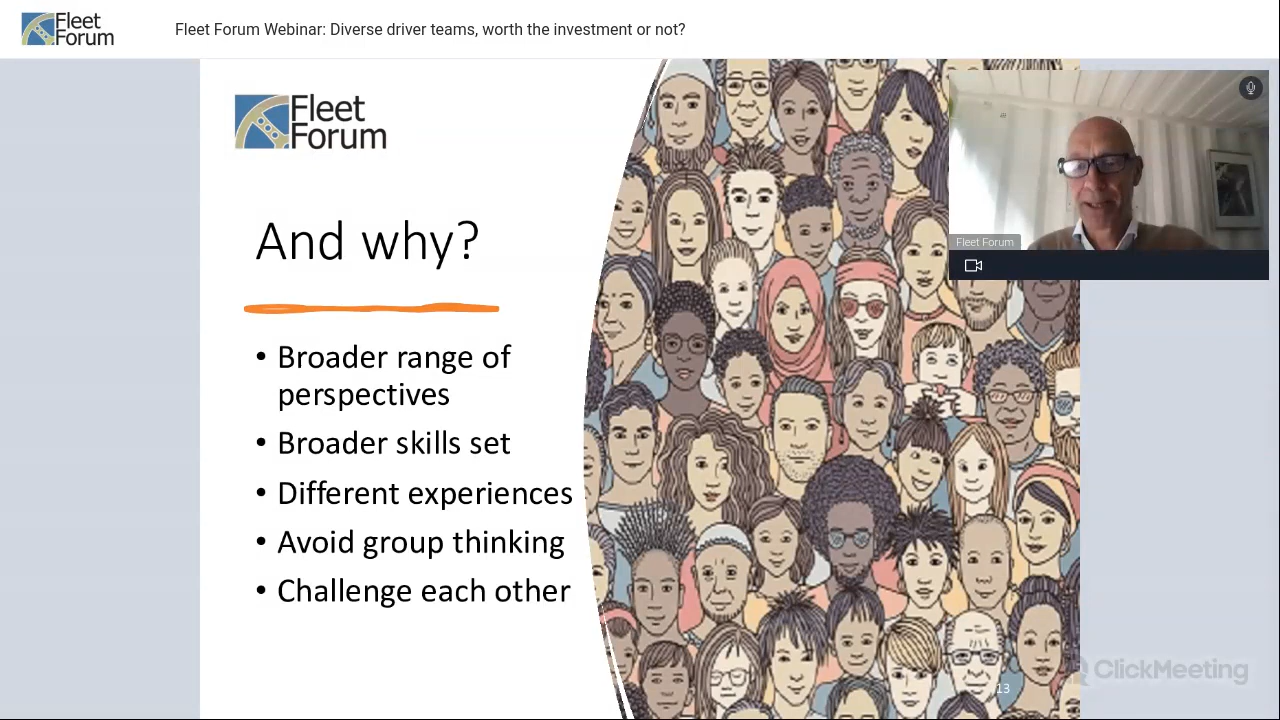 Fleet
Forum
Fleet Forum Webinar: Diverse driver teams, worth the investment or not?
Fleet
Forum
And why?
• Broader range of
perspectives
• Broader skills set
• Different experiences
• Avoid group thinking
• Challenge each other
Fleet Forum
ClickMeeting
13